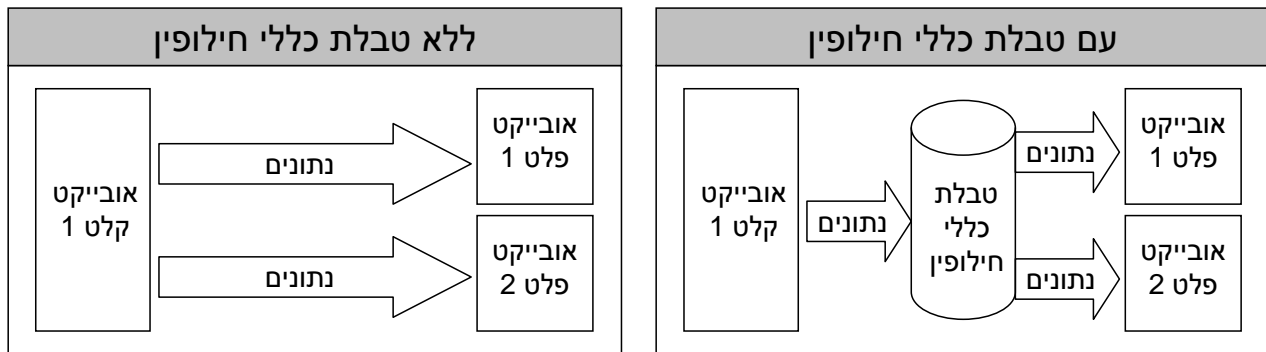 עם טבלת כללי חילופין
אובייקט
קלט 1
נתונים
טבלת
כללי
חילופין
נתונים
אובייקט
פלט 1
נתונים
אובייקט
פלט 2
ללא טבלת כללי חילופין
אובייקט
קלט 1
נתונים
אובייקט
פלט 1
נתונים
אובייקט
פלט 2